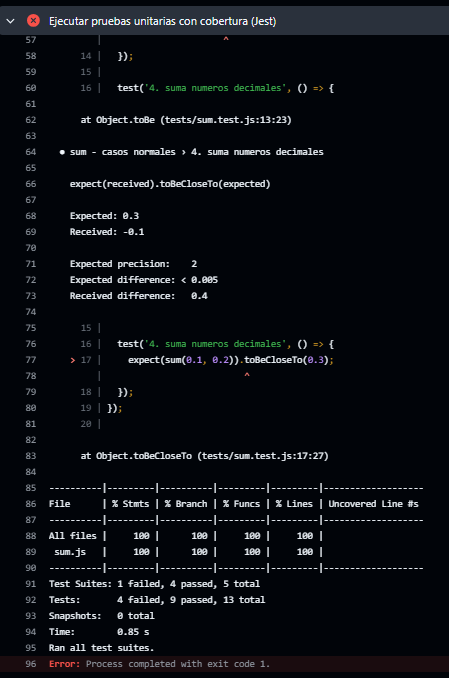 Ejecutar pruebas unitarias con cobertura (Jest)
57 | ^
58 14 | });
59 15 |
60 16 | test('4. suma numeros decimales', () => {
61
62 at Object.toBe (tests/sum.test.js:13:23)
63
64 ● sum - casos normales › 4. suma numeros decimales
65
66 expect(received).toBeCloseTo(expected)
67
68 Expected: 0.3
69 Received: -0.1
70
71 Expected precision:    2
72 Expected difference: < 0.005
73 Received difference:   0.4
74
75 15 |
76 16 | test('4. suma numeros decimales', () => {
77 > 17 | expect(sum(0.1, 0.2)).toBeCloseTo(0.3);
78 | ^
79 18 | });
80 19 | });
81 20 |
82
83 at Object.toBeCloseTo (tests/sum.test.js:17:27)
84
85 ----------|---------|----------|---------|---------|-------------------
86 File      | % Stmts | % Branch | % Funcs | % Lines | Uncovered Line #s
87 ----------|---------|----------|---------|---------|-------------------
88 All files |     100 |      100 |     100 |     100 |
89  sum.js   |     100 |      100 |     100 |     100 |
90 ----------|---------|----------|---------|---------|-------------------
91 Test Suites: 1 failed, 4 passed, 5 total
92 Tests:       4 failed, 9 passed, 13 total
93 Snapshots:   0 total
94 Time:        0.85 s
95 Ran all test suites.
96 Error: Process completed with exit code 1.